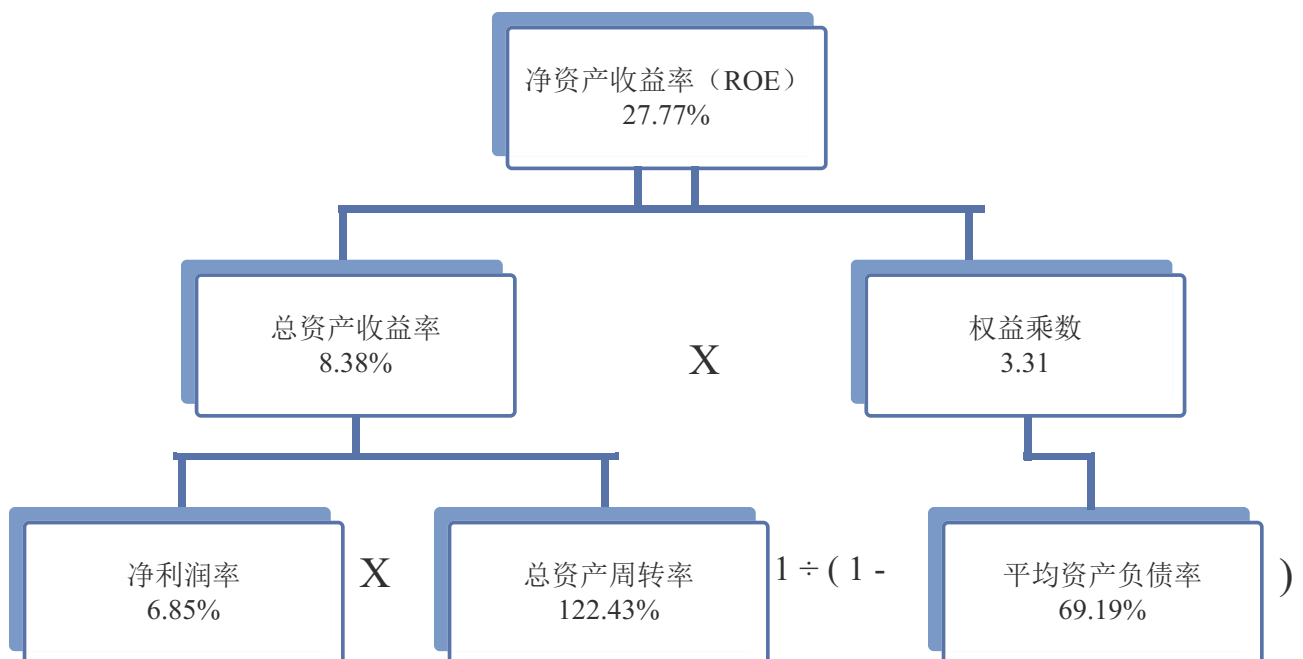 净资产收益率（ROE）
27.77%
总资产收益率
8.38%
X
权益乘数
3.31
净利润率
6.85%
X
总资产周转率
122.43%
1 ÷ ( 1 -
平均资产负债率
69.19%
)